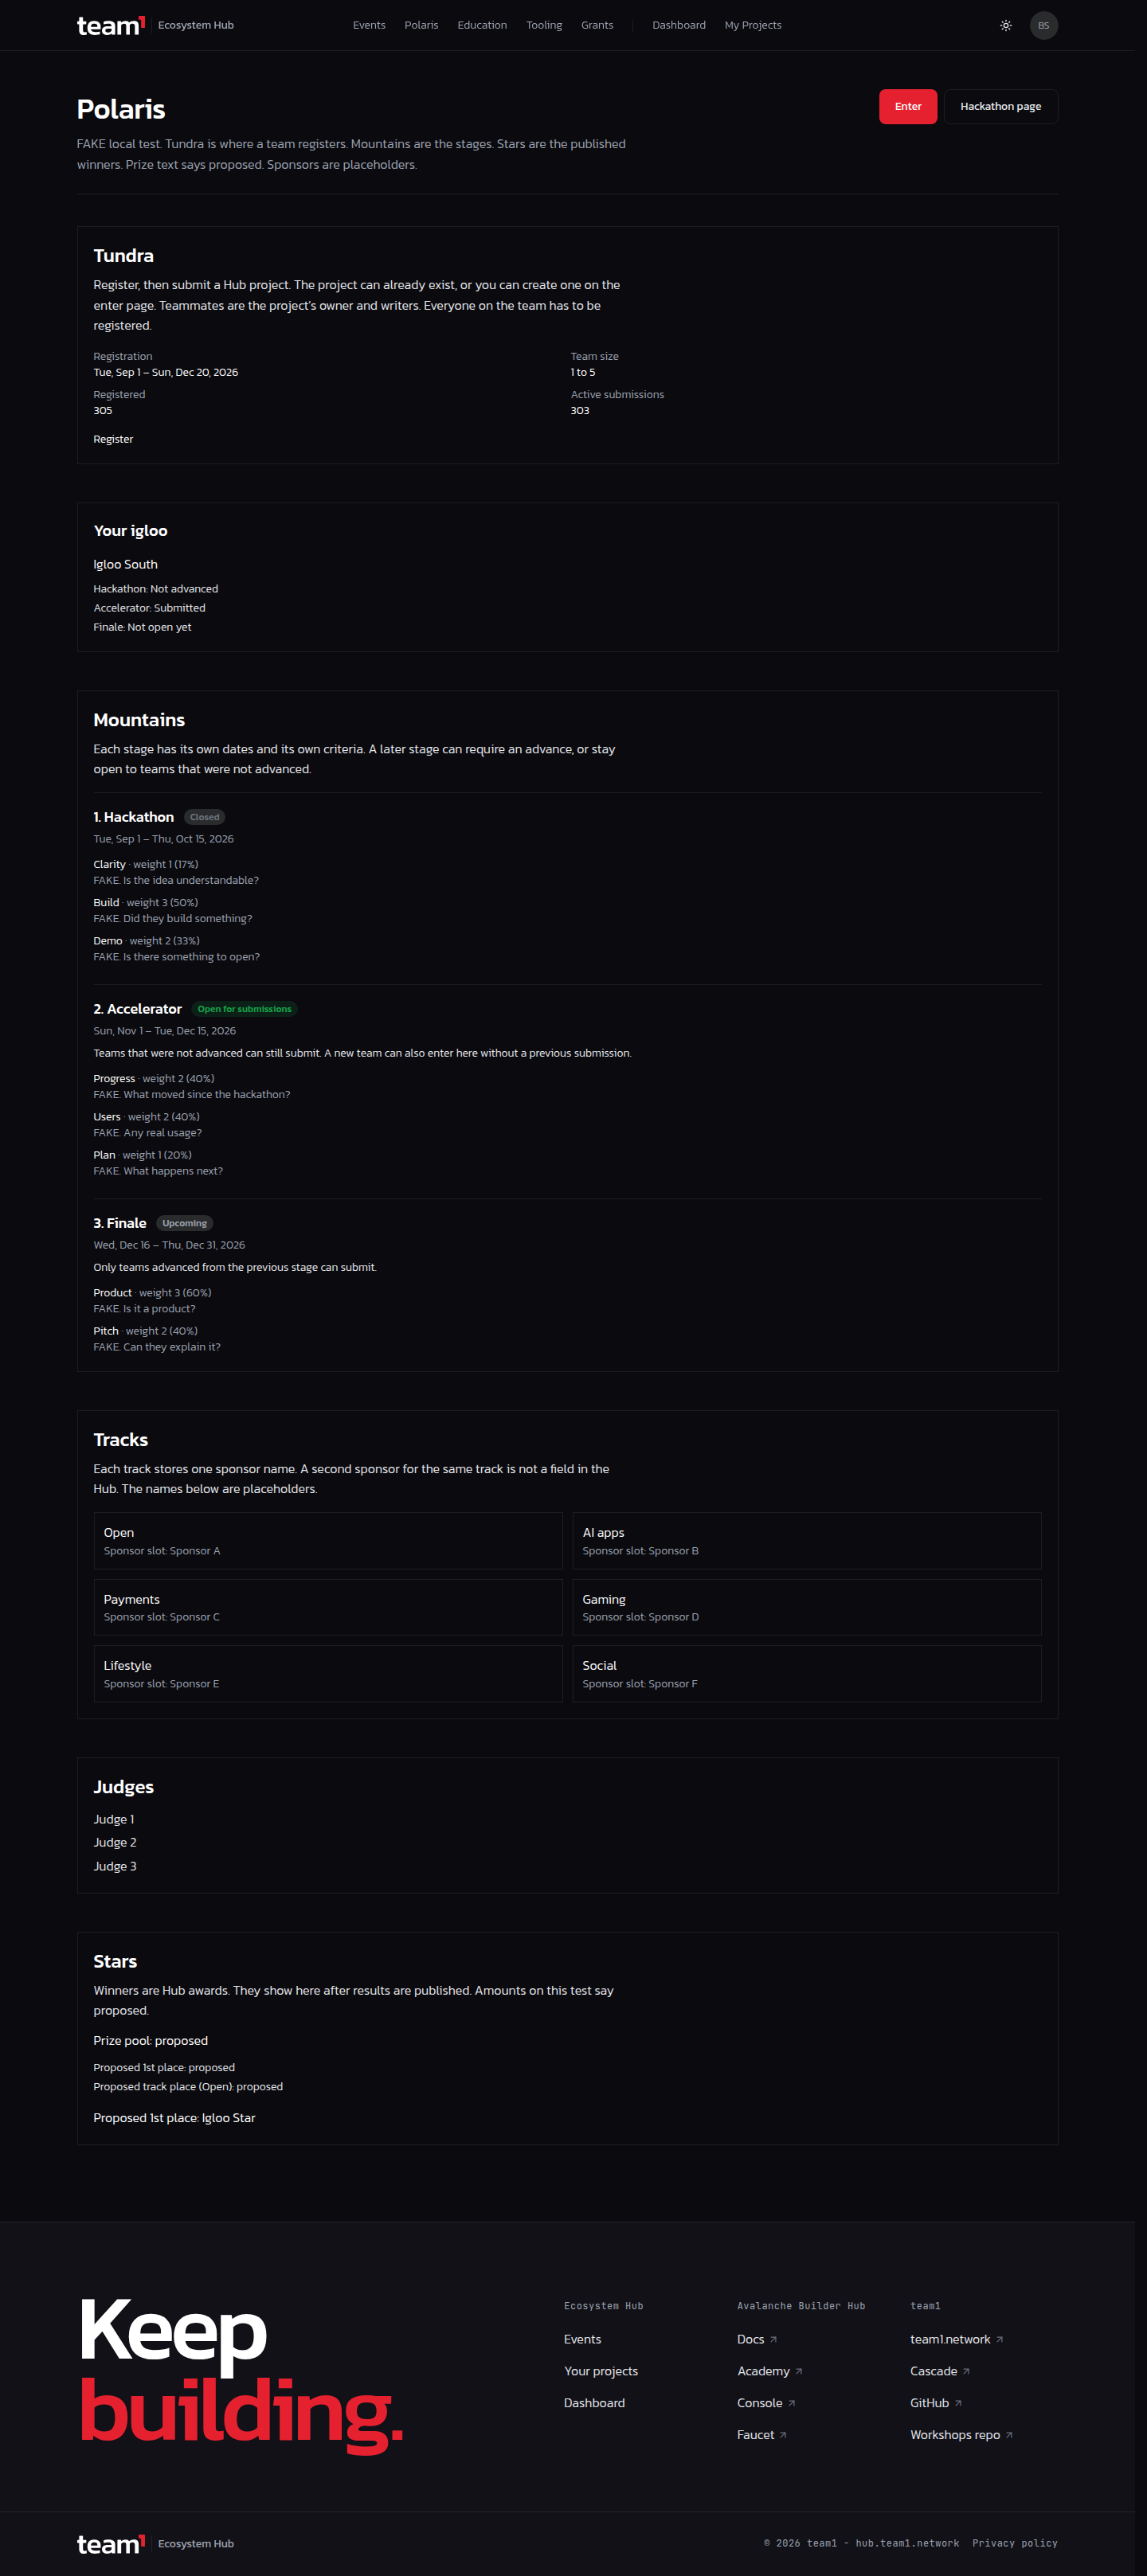 team1 Ecosystem Hub Events Polaris Education Tooling Grants Dashboard My Projects BS
Polaris
Enter Hackathon page
FAKE local test. Tundra is where a team registers. Mountains are the stages. Stars are the published
winners. Prize text says proposed. Sponsors are placeholders.
Tundra
Register, then submit a Hub project. The project can already exist, or you can create one on the
enter page. Teammates are the project's owner and writers. Everyone on the team has to be
registered.
Registration Team size
Tue, Sep 1 – Sun, Dec 20, 2026 1 to 5
Registered Active submissions
305 303
Register
Your igloo
Igloo South
Hackathon: Not advanced
Accelerator: Submitted
Finale: Not open yet
Mountains
Each stage has its own dates and its own criteria. A later stage can require an advance, or stay
open to teams that were not advanced.
1. Hackathon Closed
Tue, Sep 1 – Thu, Oct 15, 2026
Clarity · weight 1 (17%)
FAKE. Is the idea understandable?
Build · weight 3 (50%)
FAKE. Did they build something?
Demo · weight 2 (33%)
FAKE. Is there something to open?
2. Accelerator Open for submissions
Sun, Nov 1 – Tue, Dec 15, 2026
Teams that were not advanced can still submit. A new team can also enter here without a previous submission.
Progress · weight 2 (40%)
FAKE. What moved since the hackathon?
Users · weight 2 (40%)
FAKE. Any real usage?
Plan · weight 1 (20%)
FAKE. What happens next?
3. Finale Upcoming
Wed, Dec 16 – Thu, Dec 31, 2026
Only teams advanced from the previous stage can submit.
Product · weight 3 (60%)
FAKE. Is it a product?
Pitch · weight 2 (40%)
FAKE. Can they explain it?
Tracks
Each track stores one sponsor name. A second sponsor for the same track is not a field in the
Hub. The names below are placeholders.
Open AI apps
Sponsor slot: Sponsor A Sponsor slot: Sponsor B
Payments Gaming
Sponsor slot: Sponsor C Sponsor slot: Sponsor D
Lifestyle Social
Sponsor slot: Sponsor E Sponsor slot: Sponsor F
Judges
Judge 1
Judge 2
Judge 3
Stars
Winners are Hub awards. They show here after results are published. Amounts on this test say
proposed.
Prize pool: proposed
Proposed 1st place: proposed
Proposed track place (Open): proposed
Proposed 1st place: Igloo Star
Keep
building.
Ecosystem Hub Avalanche Builder Hub team1
Events Docs ↗ team1.network ↗
Your projects Academy ↗ Cascade ↗
Dashboard Console ↗ GitHub ↗
Faucet ↗ Workshops repo ↗
team1 Ecosystem Hub © 2026 team1 - hub.team1.network Privacy policy